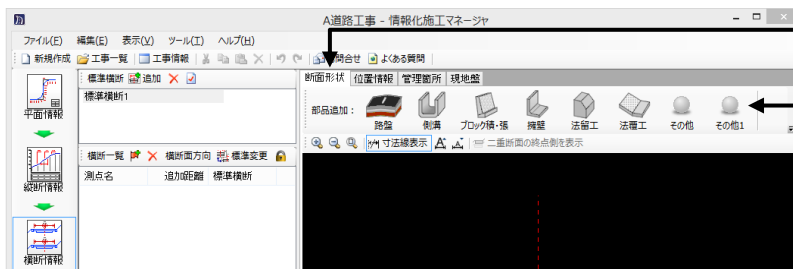 A道路工事 - 情報化施工マネージャ
ファイル(F) 編集(E) 表示(V) ツール(T) ヘルプ(H)
新規作成 工事一覧 工事情報 問合せ よくある質問
平面情報
縦断情報
横断情報
標準横断 追加
標準横断1
横断一覧 横断面方向 標準変更
測点名 追加距離 標準横断
断面形状 位置情報 管理箇所 現地盤
部品追加：
路盤 側溝 ブロック積・張 擁壁 法留工 法覆工 その他 その他1
寸法線表示 二重断面の終点側を表示